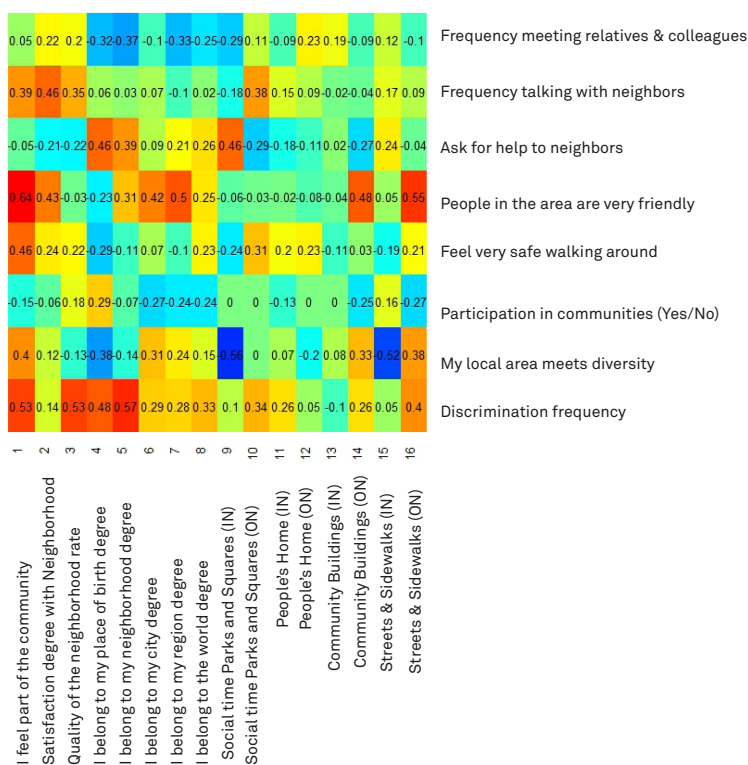 0.05 0.22 0.2 -0.32 -0.37 -0.1 -0.33 -0.25 -0.29 0.11 -0.09 0.23 0.19 -0.09 0.12 -0.1 Frequency meeting relatives & colleagues
0.39 0.46 0.35 0.06 0.03 0.07 -0.1 0.02 -0.18 0.38 0.15 0.09 -0.02 -0.04 0.17 0.09 Frequency talking with neighbors
-0.05 -0.21 -0.22 0.46 0.39 0.09 0.21 0.26 0.46 -0.29 -0.18 -0.11 0.02 -0.27 0.24 -0.04 Ask for help to neighbors
0.64 0.43 -0.03 -0.23 0.31 0.42 0.5 0.25 -0.06 -0.03 -0.02 -0.08 -0.04 0.48 0.05 0.55 People in the area are very friendly
0.46 0.24 0.22 -0.29 -0.11 0.07 -0.1 0.23 -0.24 0.31 0.2 0.23 -0.11 0.03 -0.19 0.21 Feel very safe walking around
-0.15 -0.06 0.18 0.29 -0.07 -0.27 -0.24 -0.24 0 0 -0.13 0 0 -0.25 0.16 -0.27 Participation in communities (Yes/No)
0.4 0.12 -0.13 -0.38 -0.14 0.31 0.24 0.15 -0.56 0 0.07 -0.2 0.08 0.33 -0.52 0.38 My local area meets diversity
0.53 0.14 0.53 0.48 0.57 0.29 0.28 0.33 0.1 0.34 0.26 0.05 -0.1 0.26 0.05 0.4 Discrimination frequency
1 2 3 4 5 6 7 8 9 10 11 12 13 14 15 16
I feel part of the community
Satisfaction degree with Neighborhood
Quality of the neighborhood rate
I belong to my place of birth degree
I belong to my neighborhood degree
I belong to my city degree
I belong to my region degree
I belong to the world degree
Social time Parks and Squares (IN)
Social time Parks and Squares (ON)
People's Home (IN)
People's Home (ON)
Community Buildings (IN)
Community Buildings (ON)
Streets & Sidewalks (IN)
Streets & Sidewalks (ON)